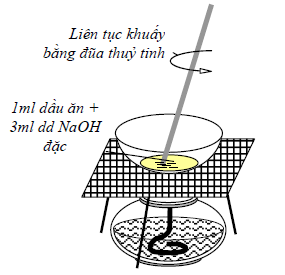 Liên tục khuấy
bằng đũa thuỷ tinh
1ml dầu ăn +
3ml dd NaOH
đặc